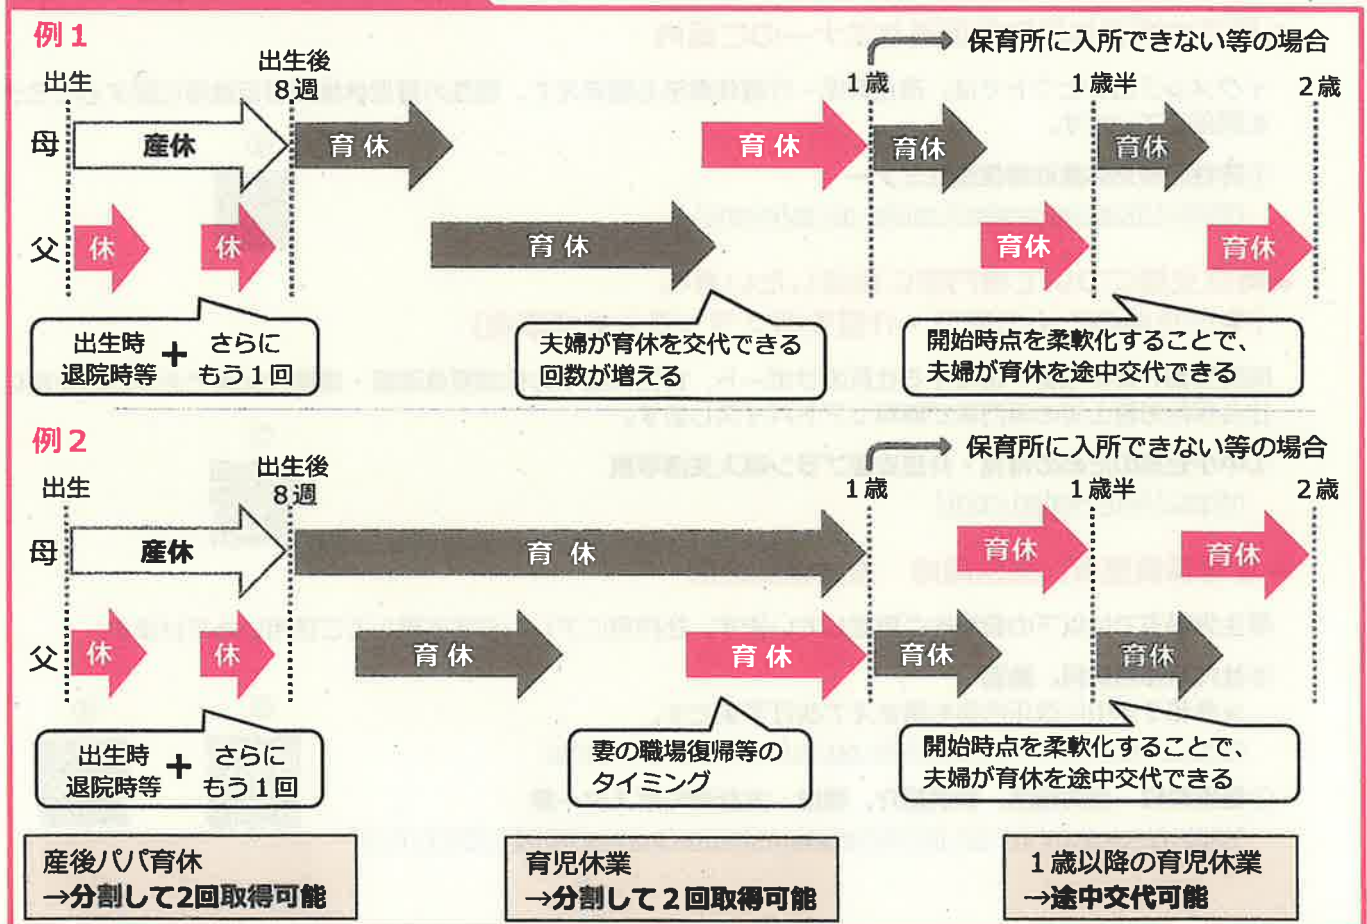 例1
保育所に入所できない等の場合
出生
出生後
8週
1歳
1歳半
2歳
母
産休
育休
育休
育休
育休
父
休
休
育休
育休
育休
出生時
退院時等
+
さらに
もう1回
夫婦が育休を交代できる
回数が増える
開始時点を柔軟化することで、
夫婦が育休を途中交代できる
例2
保育所に入所できない等の場合
出生
出生後
8週
1歳
1歳半
2歳
母
産休
育休
育休
育休
父
休
休
育休
育休
育休
育休
出生時
退院時等
+
さらに
もう1回
妻の職場復帰等の
タイミング
開始時点を柔軟化することで、
夫婦が育休を途中交代できる
産後パパ育休
→分割して2回取得可能
育児休業
→分割して2回取得可能
1歳以降の育児休業
→途中交代可能